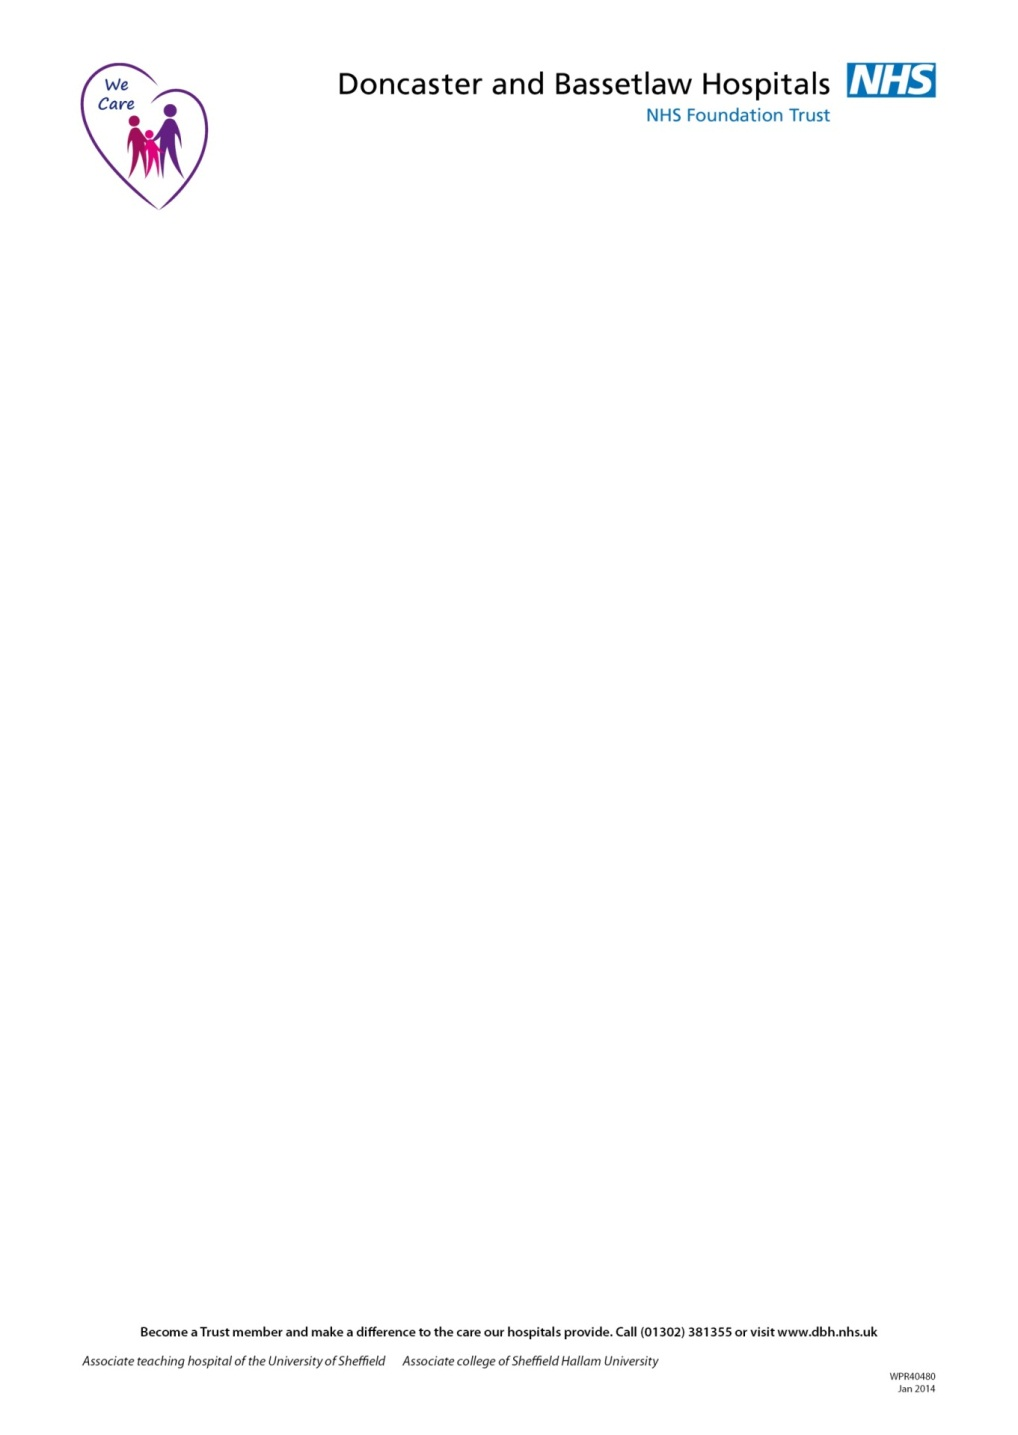 We
Care
Doncaster and Bassetlaw Hospitals NHS
NHS Foundation Trust
Become a Trust member and make a difference to the care our hospitals provide. Call (01302) 381355 or visit www.dbh.nhs.uk
Associate teaching hospital of the University of Sheffield Associate college of Sheffield Hallam University
WPR40480
Jan 2014